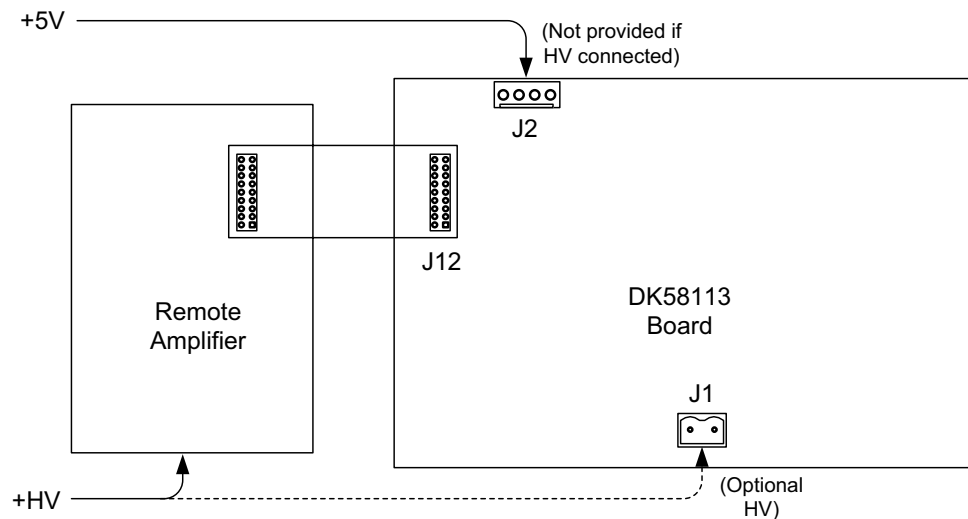 +5V
(Not provided if
HV connected)
J2
J12
Remote
Amplifier
DK58113
Board
J1
+HV
(Optional
HV)